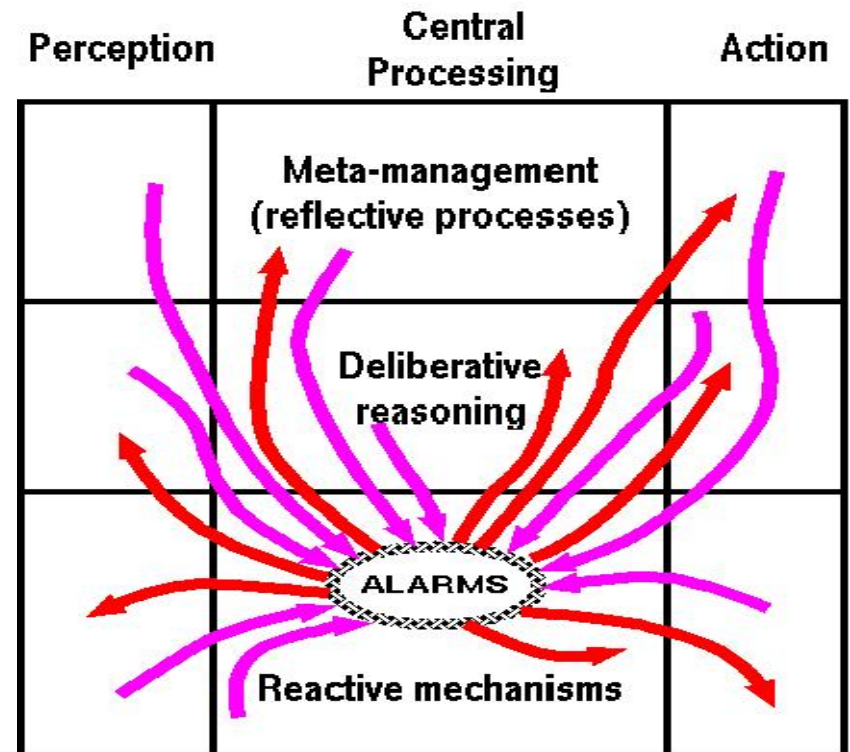 Perception
Central
Processing
Action
Meta-management
(reflective processes)
Deliberative
reasoning
ALARMS
Reactive mechanisms